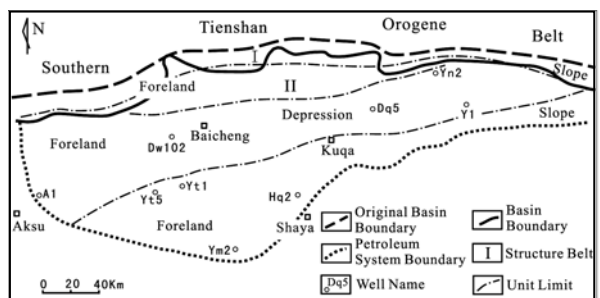 Tienshan Orogene
N
Southern Belt
I
Foreland Slope
II Yn2
Depression Dq5 Y1
Foreland Slope
Baicheng
Dw102 Kuqa
A1 Yt5 Yt1 Hq2
Aksu Foreland Shaya
Ym2
Original Basin Boundary
Basin Boundary
Petroleum System Boundary
I Structure Belt
Dq5 Well Name
Unit Limit
0 20 40Km